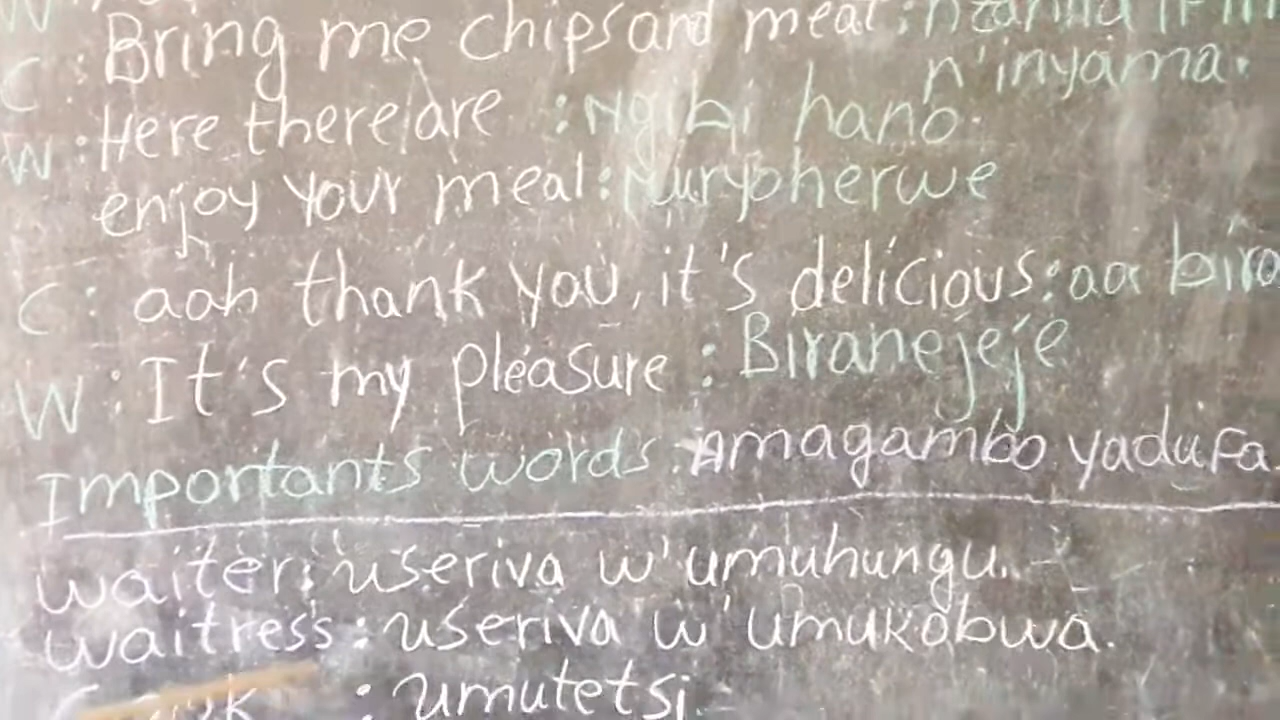 C : Bring me chips and meat :
n'inyama.
W : Here there are : Ngibi hano.
enjoy your meal : Muryoherwe
C : aah thank you, it's delicious : aa
W : It's my pleasure : Biranejeje
Importants words : Amagambo yadufa
waiter : useriva w'umuhungu.
waitress : useriva w'umukobwa.
: umutetsi